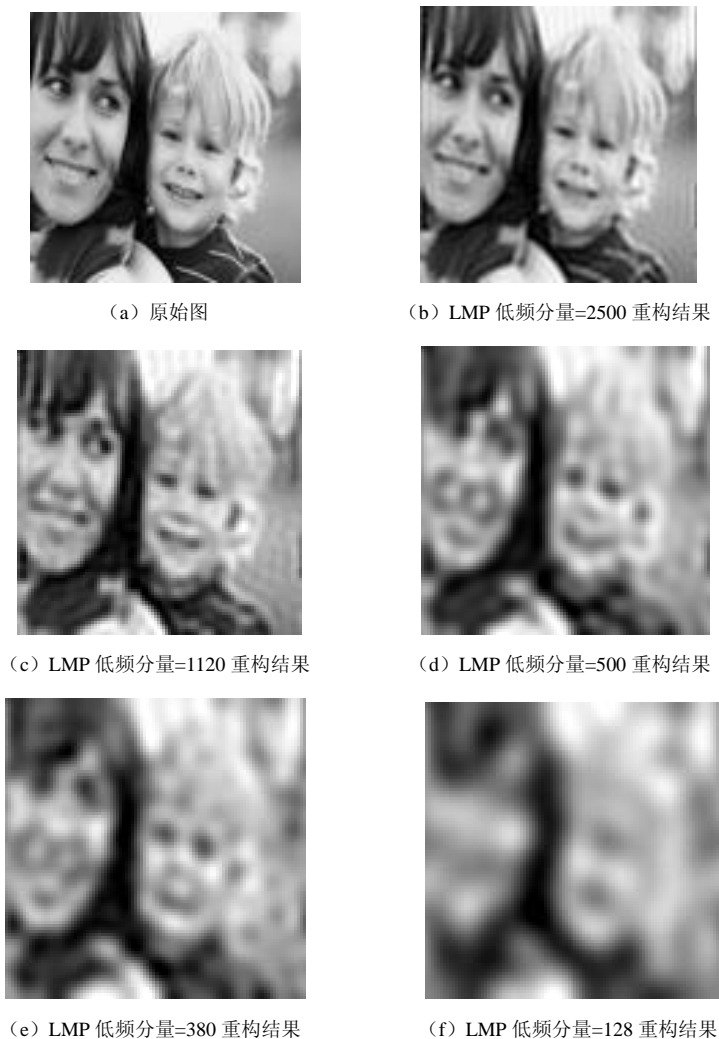 （a）原始图
（b）LMP 低频分量=2500 重构结果
（c）LMP 低频分量=1120 重构结果
（d）LMP 低频分量=500 重构结果
（e）LMP 低频分量=380 重构结果
（f）LMP 低频分量=128 重构结果